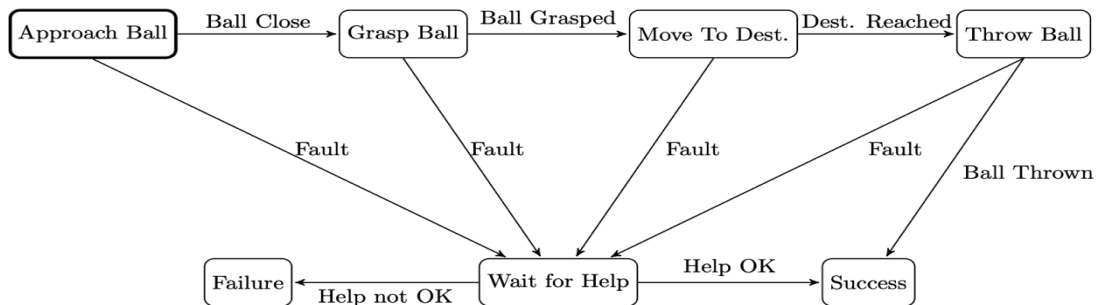 Approach Ball
Ball Close
Grasp Ball
Ball Grasped
Move To Dest.
Dest. Reached
Throw Ball
Fault
Fault
Fault
Fault
Ball Thrown
Failure
Help not OK
Wait for Help
Help OK
Success